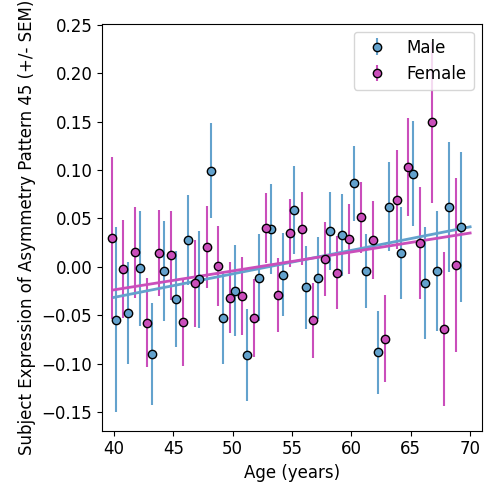 Subject Expression of Asymmetry Pattern 45 (+/- SEM)
0.25
0.20
0.15
0.10
0.05
0.00
−0.05
−0.10
−0.15
Male
Female
40 45 50 55 60 65 70
Age (years)